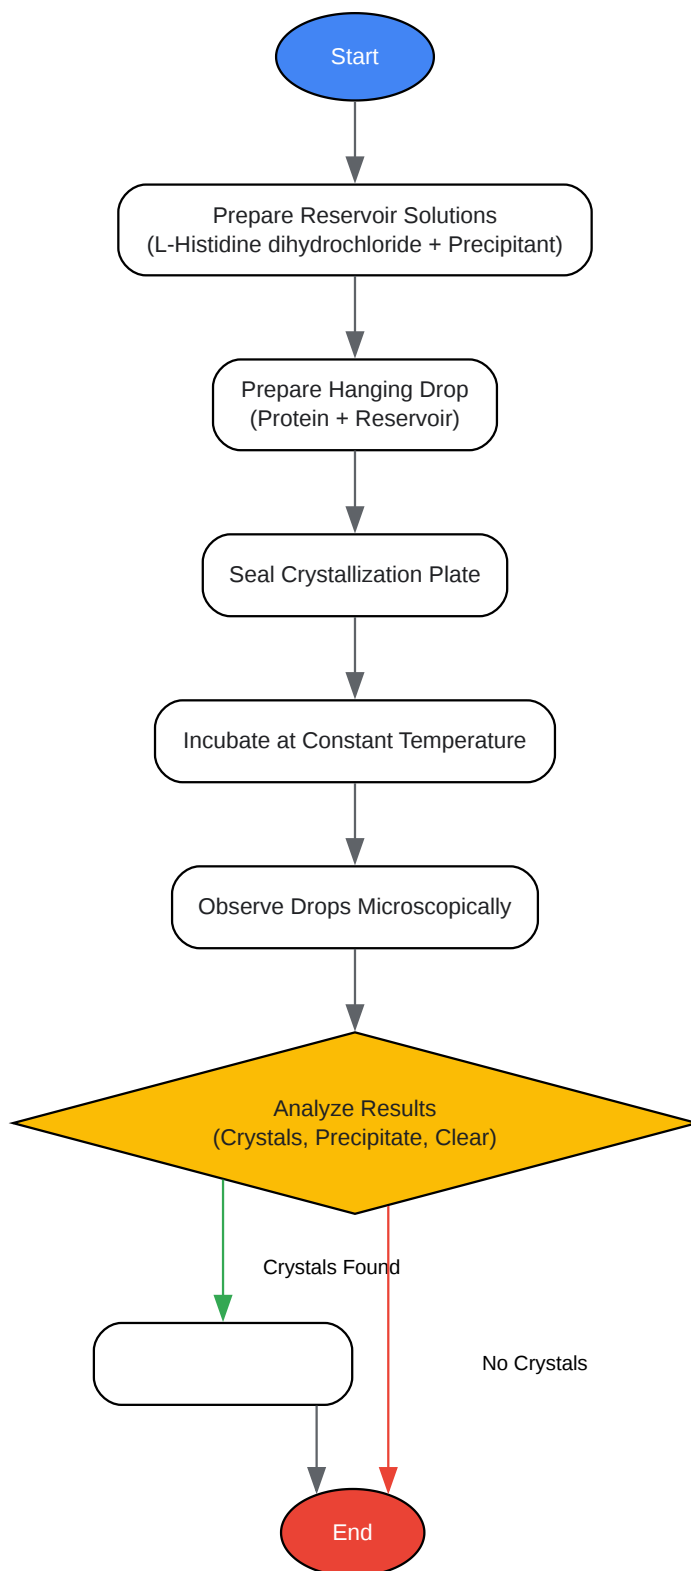 Start
Prepare Reservoir Solutions
(L-Histidine dihydrochloride + Precipitant)
Prepare Hanging Drop
(Protein + Reservoir)
Seal Crystallization Plate
Incubate at Constant Temperature
Observe Drops Microscopically
Analyze Results
(Crystals, Precipitate, Clear)
Crystals Found
No Crystals
End